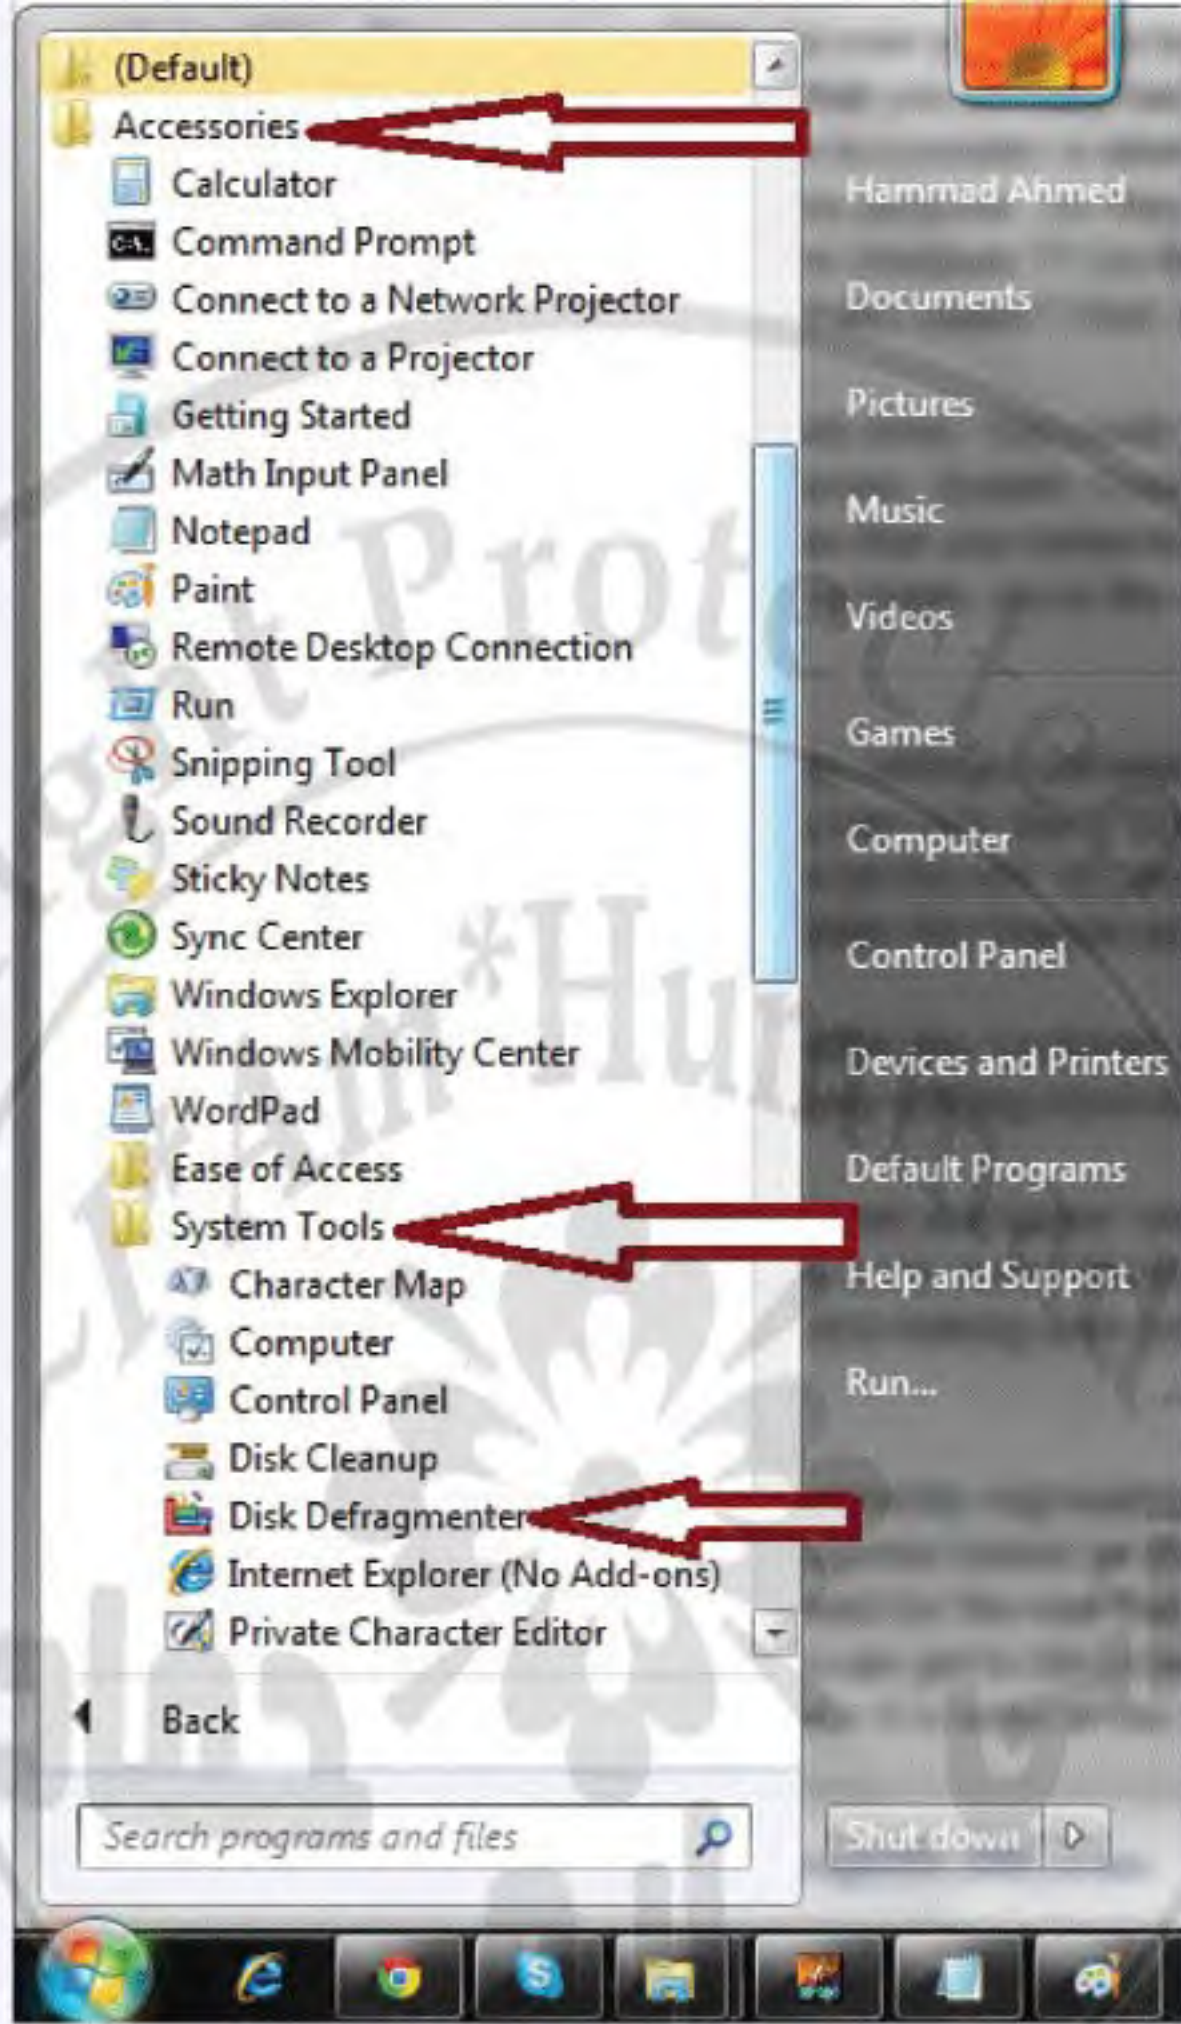 (Default)
Accessories
Calculator
C:\.
Command Prompt
Connect to a Network Projector
Connect to a Projector
Getting Started
Math Input Panel
Notepad
Paint
Remote Desktop Connection
Run
Snipping Tool
Sound Recorder
Sticky Notes
Sync Center
Windows Explorer
Windows Mobility Center
WordPad
Ease of Access
System Tools
Character Map
Computer
Control Panel
Disk Cleanup
Disk Defragmenter
Internet Explorer (No Add-ons)
Private Character Editor
Back
Search programs and files
Hammad Ahmed
Documents
Pictures
Music
Videos
Games
Computer
Control Panel
Devices and Printers
Default Programs
Help and Support
Run...
Shut down